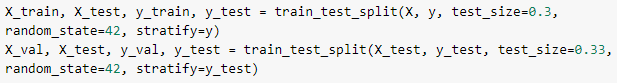 X_train, X_test, y_train, y_test = train_test_split(X, y, test_size=0.3,
random_state=42, stratify=y)
X_val, X_test, y_val, y_test = train_test_split(X_test, y_test, test_size=0.33,
random_state=42, stratify=y_test)